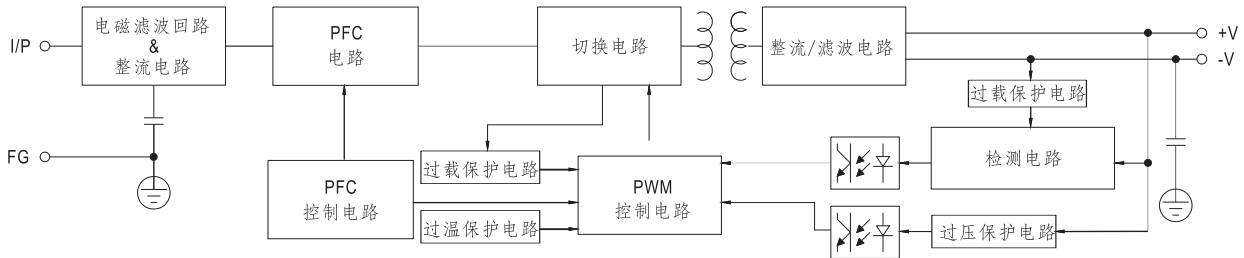 I/P
电磁滤波回路
&
整流电路
PFC
电路
切换电路
整流/滤波电路
+V
-V
过载保护电路
FG
PFC
控制电路
过载保护电路
过温保护电路
PWM
控制电路
检测电路
过压保护电路